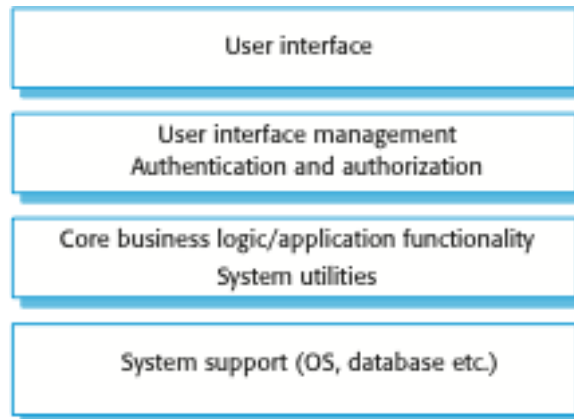 User interface
User interface management
Authentication and authorization
Core business logic/application functionality
System utilities
System support (OS, database etc.)